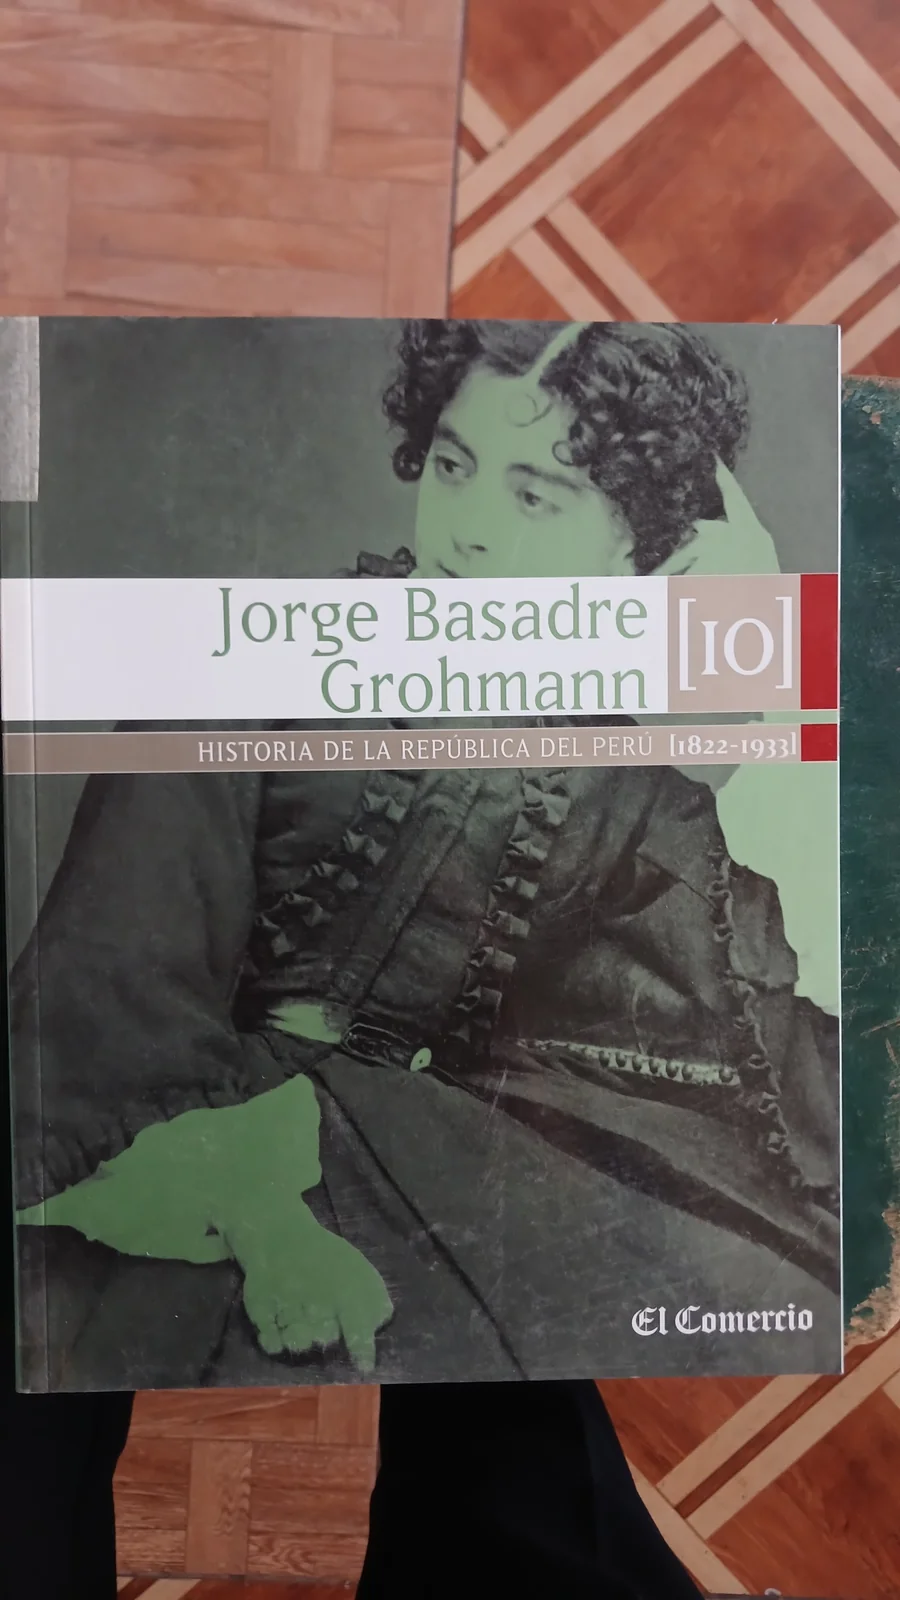 Jorge Basadre
Grohmann
[10]
HISTORIA DE LA REPÚBLICA DEL PERÚ [1822-1933]
El Comercio